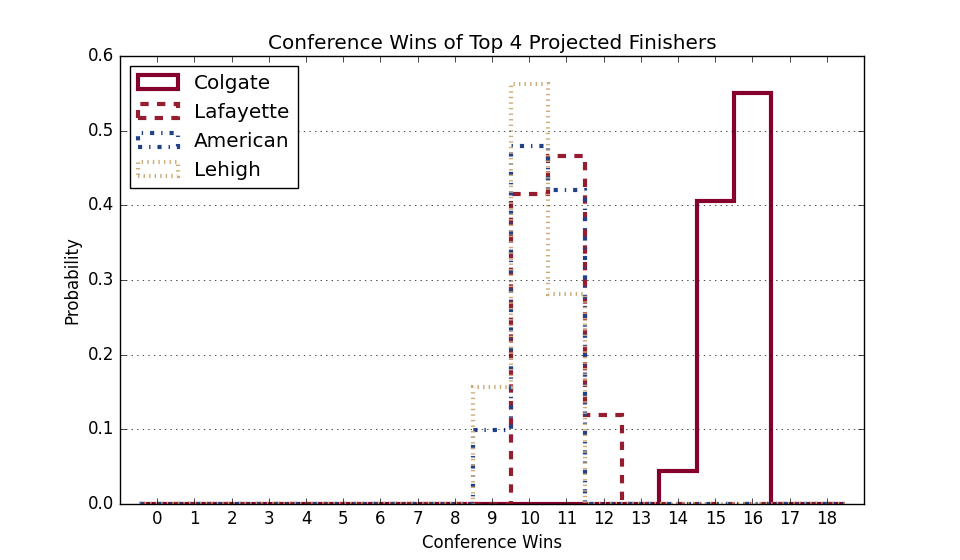 Conference Wins of Top 4 Projected Finishers
0.6
0.5
0.4
0.3
0.2
0.1
0.0
Probability
Colgate
Lafayette
American
Lehigh
0 1 2 3 4 5 6 7 8 9 10 11 12 13 14 15 16 17 18
Conference Wins